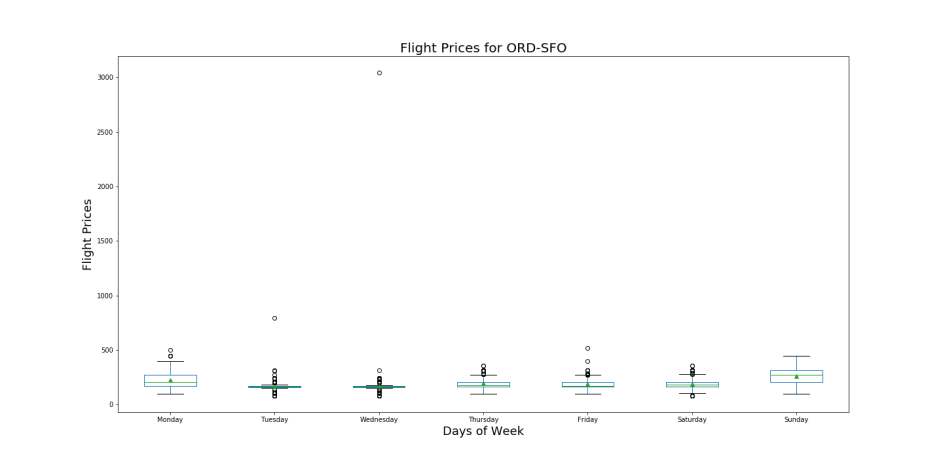 Flight Prices for ORD-SFO
3000
2500
2000
1500
1000
500
0
Flight Prices
Monday Tuesday Wednesday Thursday Friday Saturday Sunday
Days of Week